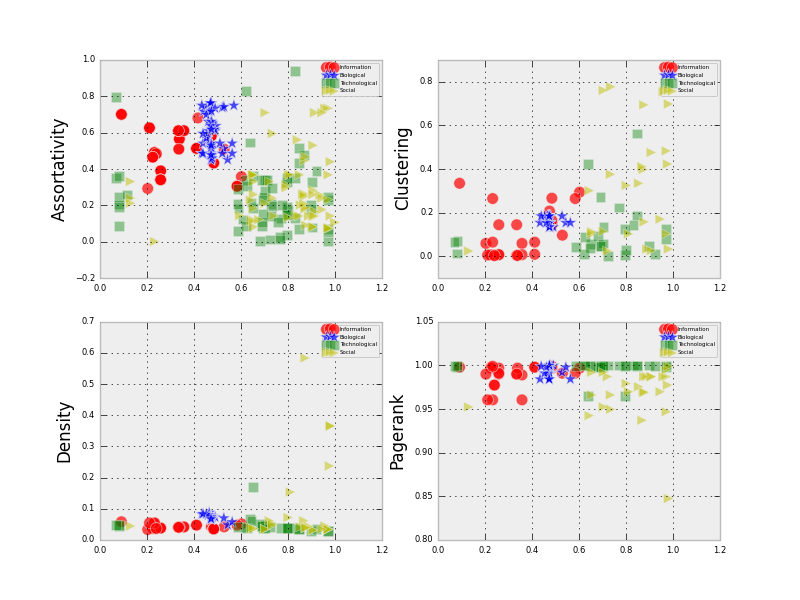 1.0
0.8
0.6
0.4
0.2
0.0
−0.2
0.0 0.2 0.4 0.6 0.8 1.0 1.2
Assortativity
Information
Biological
Technological
Social
0.8
0.6
0.4
0.2
0.0
0.0 0.2 0.4 0.6 0.8 1.0 1.2
Clustering
Information
Biological
Technological
Social
0.7
0.6
0.5
0.4
0.3
0.2
0.1
0.0
0.0 0.2 0.4 0.6 0.8 1.0 1.2
Density
Information
Biological
Technological
Social
1.05
1.00
0.95
0.90
0.85
0.80
0.0 0.2 0.4 0.6 0.8 1.0 1.2
Pagerank
Information
Biological
Technological
Social